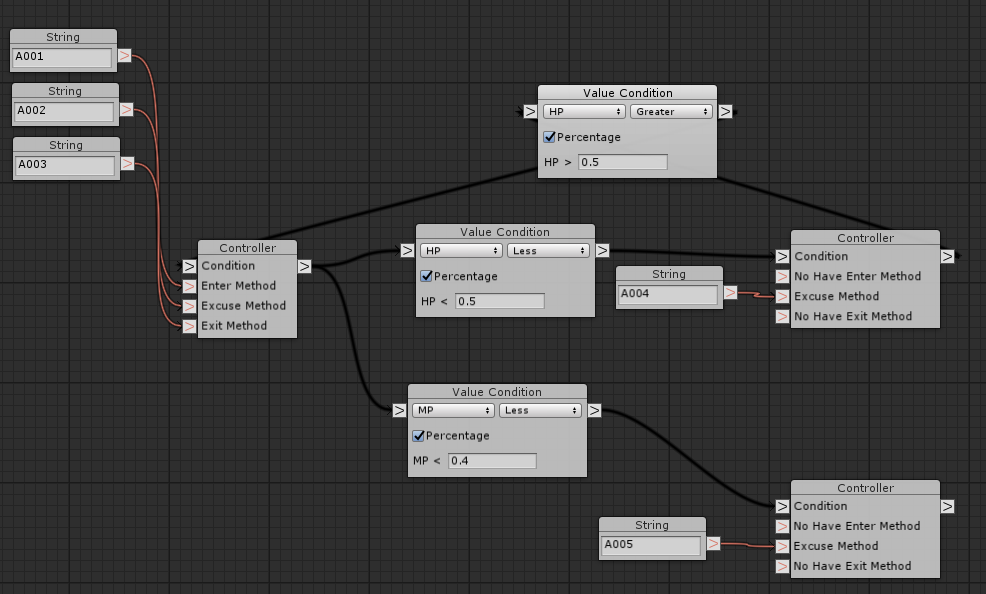 String
A001
String
A002
String
A003
Value Condition
HP Greater
Percentage
HP > 0.5
Controller
Condition
Enter Method
Excuse Method
Exit Method
Value Condition
HP Less
Percentage
HP < 0.5
String
A004
Controller
Condition
No Have Enter Method
Excuse Method
No Have Exit Method
Value Condition
MP Less
Percentage
MP < 0.4
String
A005
Controller
Condition
No Have Enter Method
Excuse Method
No Have Exit Method